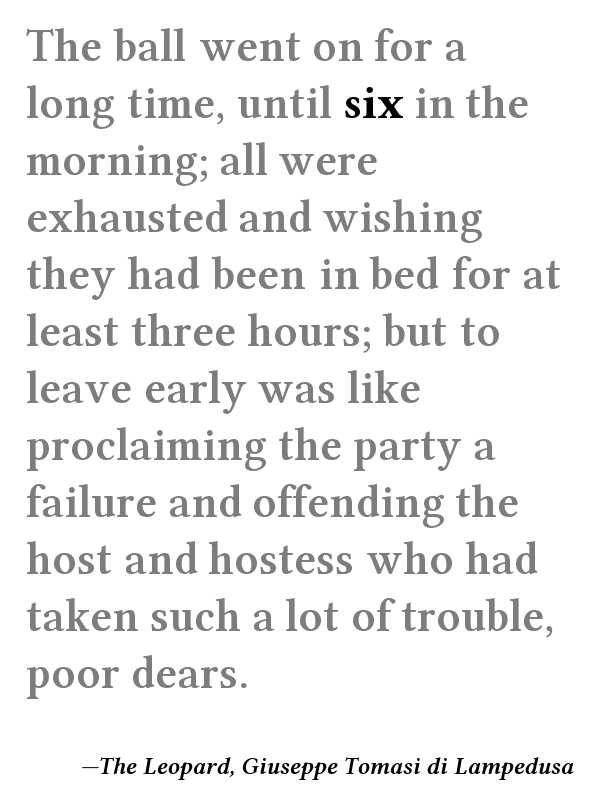 The ball went on for a
long time, until six in the
morning; all were
exhausted and wishing
they had been in bed for at
least three hours; but to
leave early was like
proclaiming the party a
failure and offending the
host and hostess who had
taken such a lot of trouble,
poor dears.
—The Leopard, Giuseppe Tomasi di Lampedusa